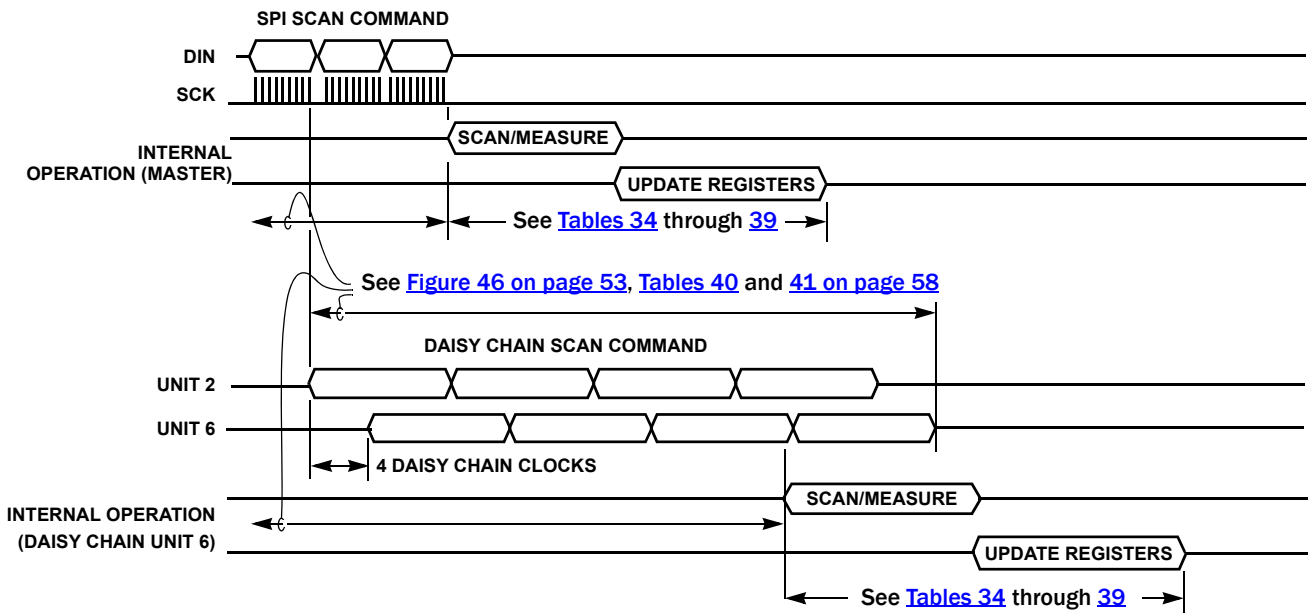 SPI SCAN COMMAND
DIN
SCK
SCAN/MEASURE
INTERNAL
OPERATION (MASTER)
UPDATE REGISTERS
See Tables 34 through 39
See Figure 46 on page 53, Tables 40 and 41 on page 58
DAISY CHAIN SCAN COMMAND
UNIT 2
UNIT 6
4 DAISY CHAIN CLOCKS
SCAN/MEASURE
INTERNAL OPERATION
(DAISY CHAIN UNIT 6)
UPDATE REGISTERS
See Tables 34 through 39